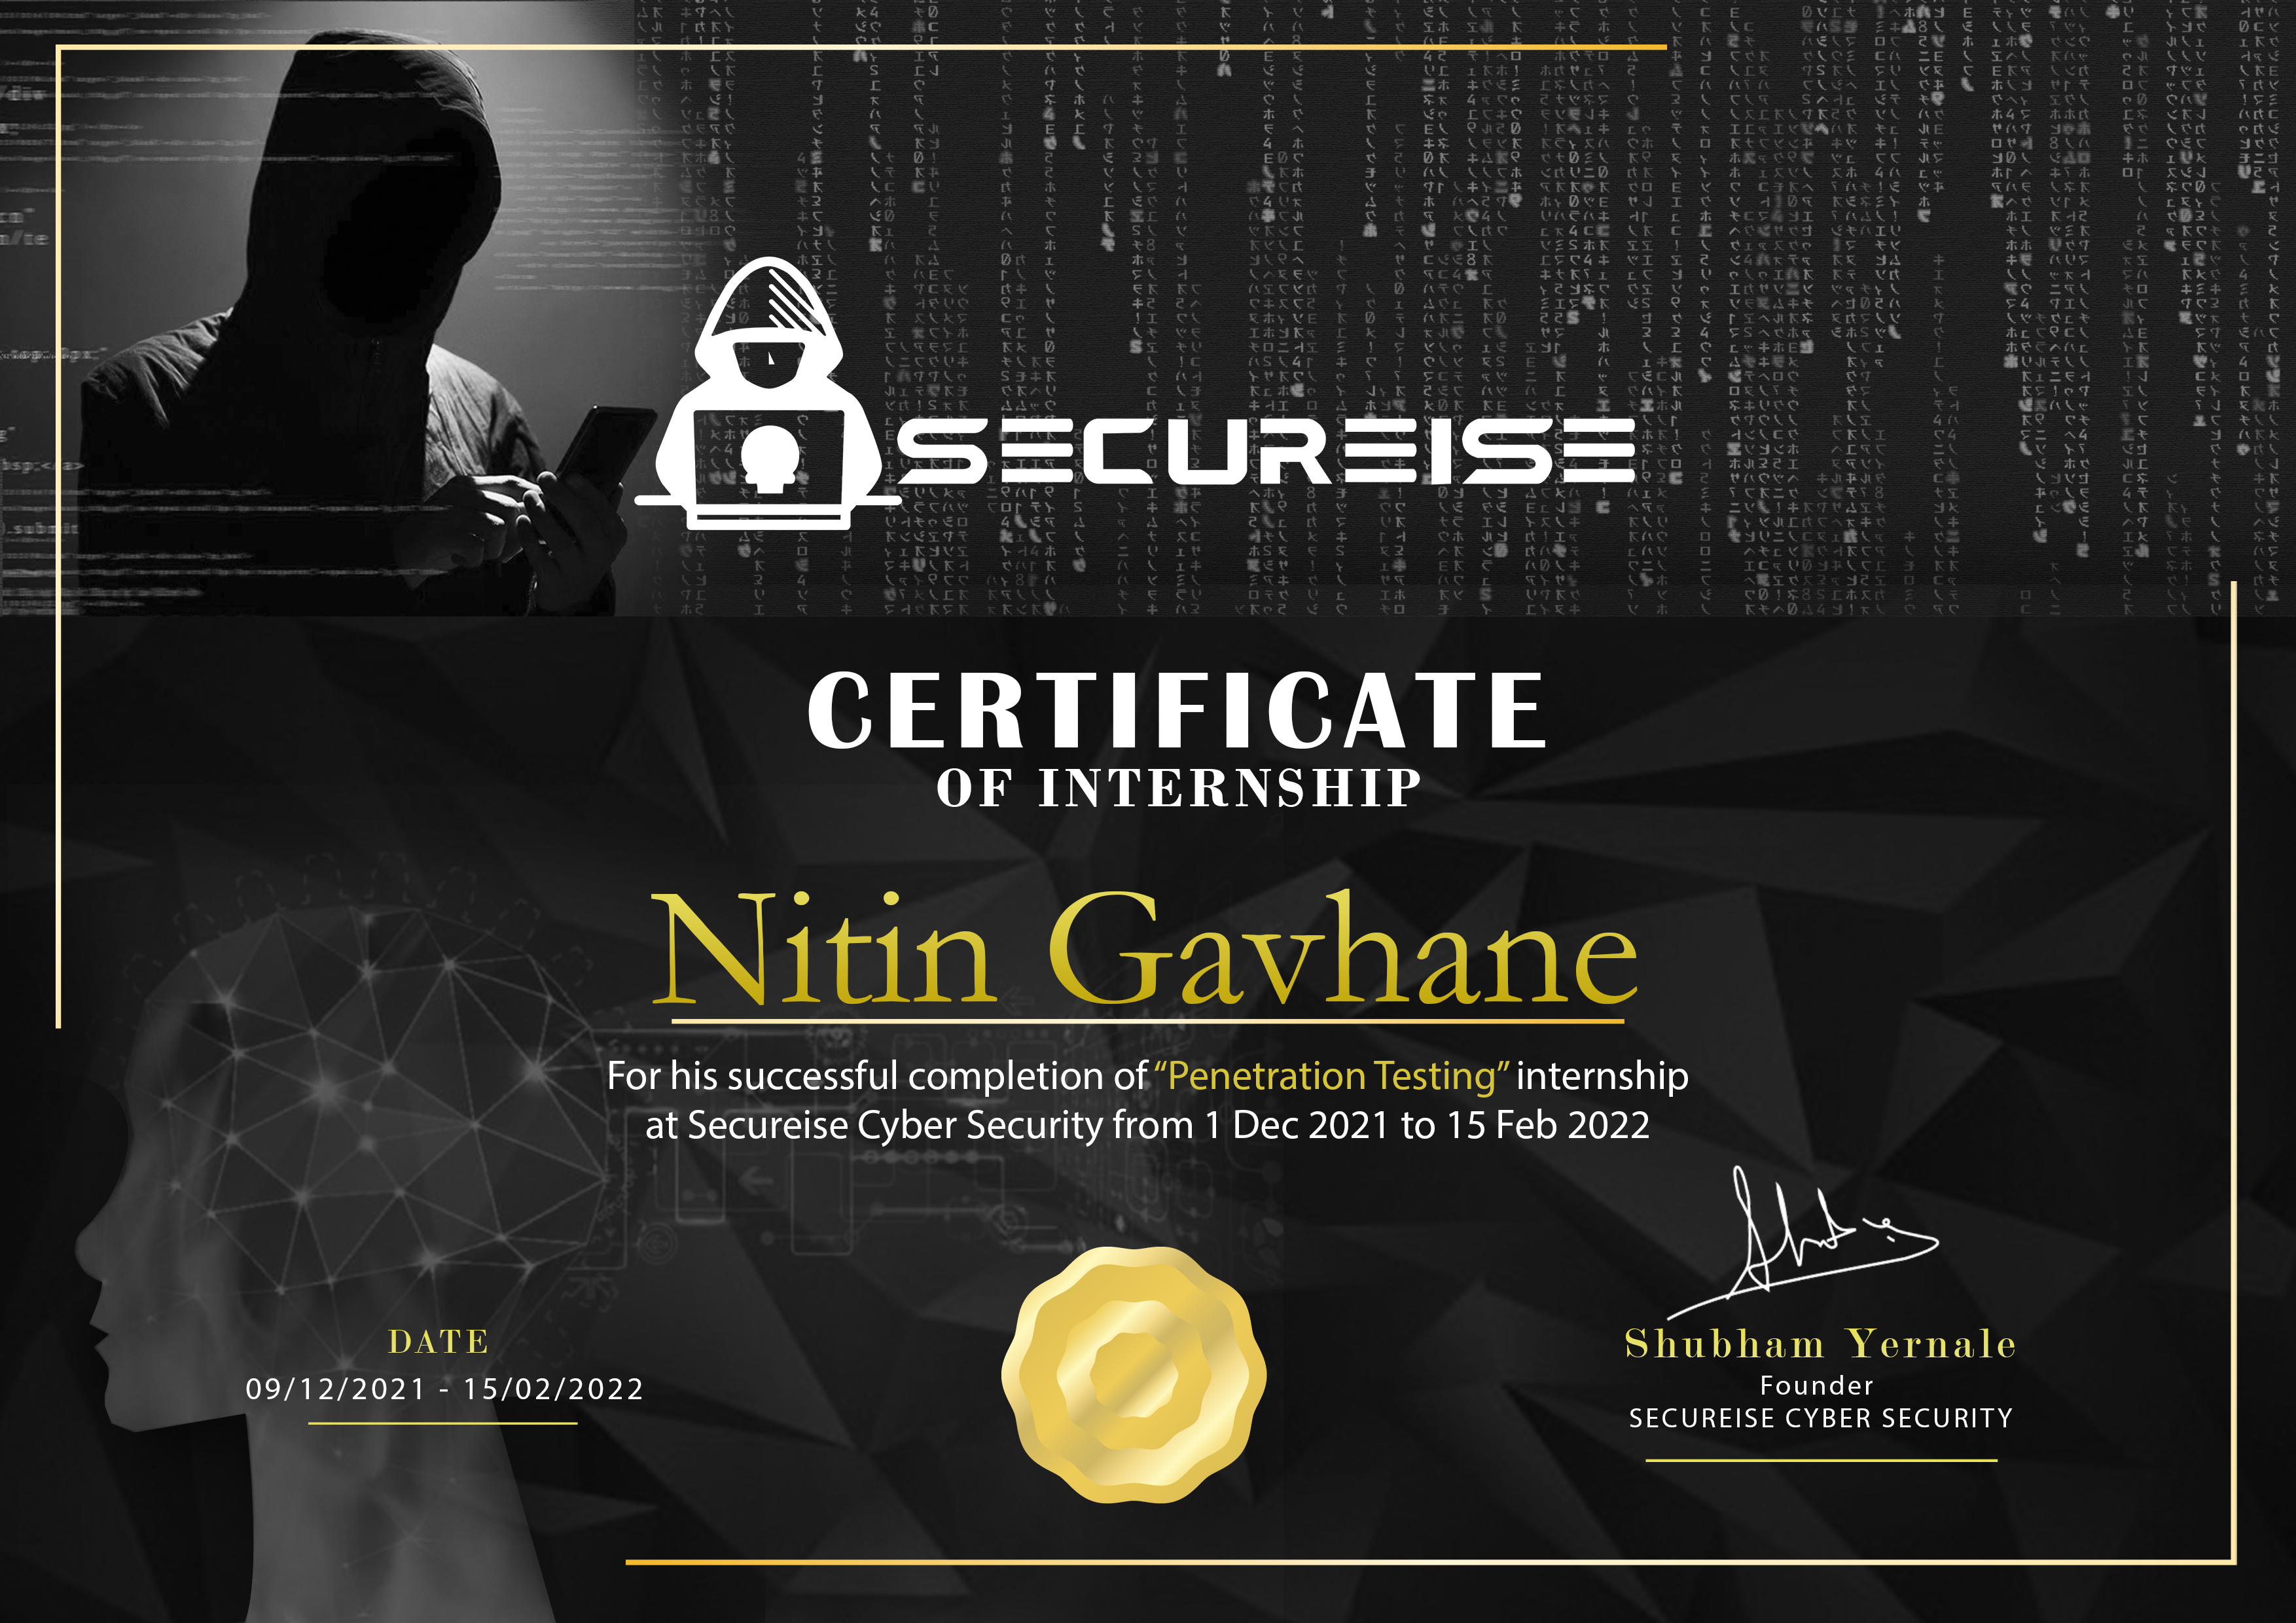 SECUREISE
CERTIFICATE
OF INTERNSHIP
Nitin Gavhane
For his successful completion of “Penetration Testing” internship
at Secureise Cyber Security from 1 Dec 2021 to 15 Feb 2022
DATE
09/12/2021 - 15/02/2022
Shubham Yernale
Founder
SECUREISE CYBER SECURITY